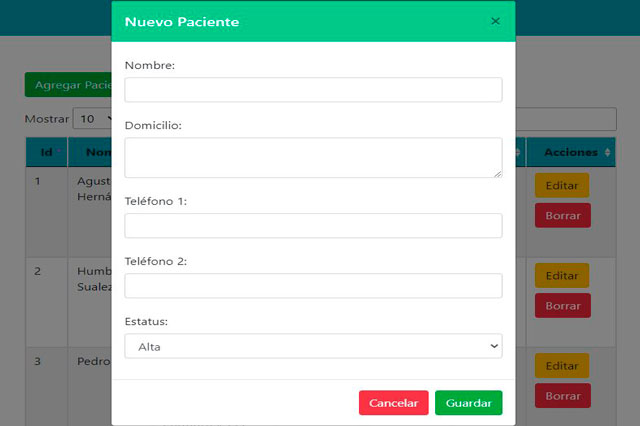 Nuevo Paciente ×
Nombre:
Agregar Pacie
Mostrar 10
Domicilio:
Id Nom Acciones
1 Agust Editar
Herná Borrar
Teléfono 1:
Teléfono 2:
2 Humb Editar
Sualez Borrar
Estatus:
Alta
3 Pedro Editar
Borrar
Cancelar Guardar